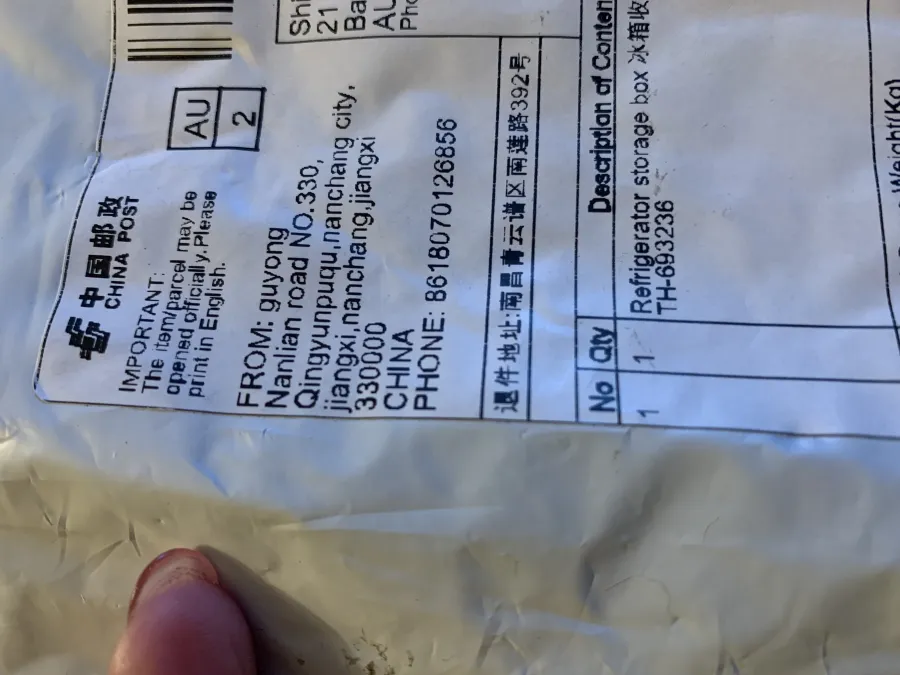 中国邮政
CHINA POST
IMPORTANT:
The item/parcel may be
opened officially.Please
print in English.
AU
2
FROM: guyong
Nanlian road NO.330,
Qingyunpuqu,nanchang city,
jiangxi,nanchang,jiangxi
330000
CHINA
PHONE: 8618070126856
21
退件地址:南昌青云谱区南莲路392号
No Qty Description of Conten
1 1 Refrigerator storage box 冰箱收
TH-693236
Weight(Kg)